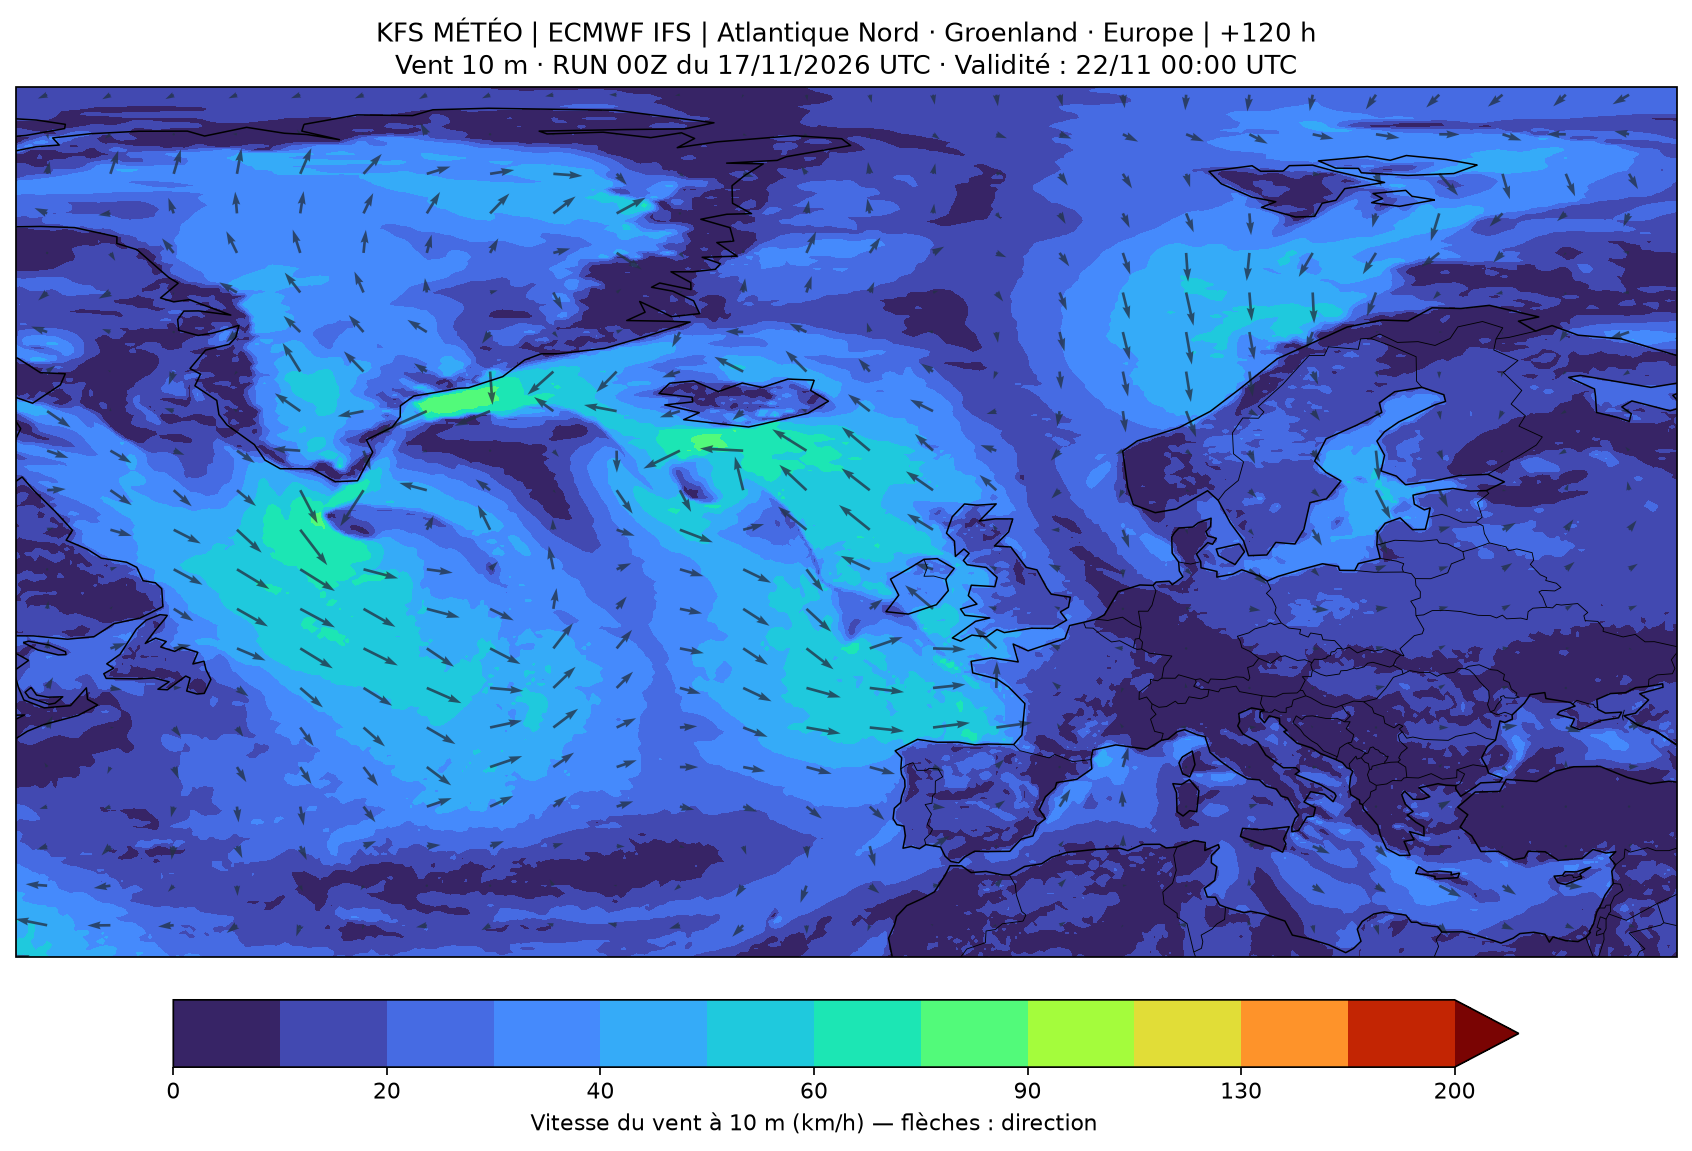 KFS MÉTÉO | ECMWF IFS | Atlantique Nord · Groenland · Europe | +120 h
Vent 10 m · RUN 00Z du 17/11/2026 UTC · Validité : 22/11 00:00 UTC
0 20 40 60 90 130 200
Vitesse du vent à 10 m (km/h) — flèches : direction